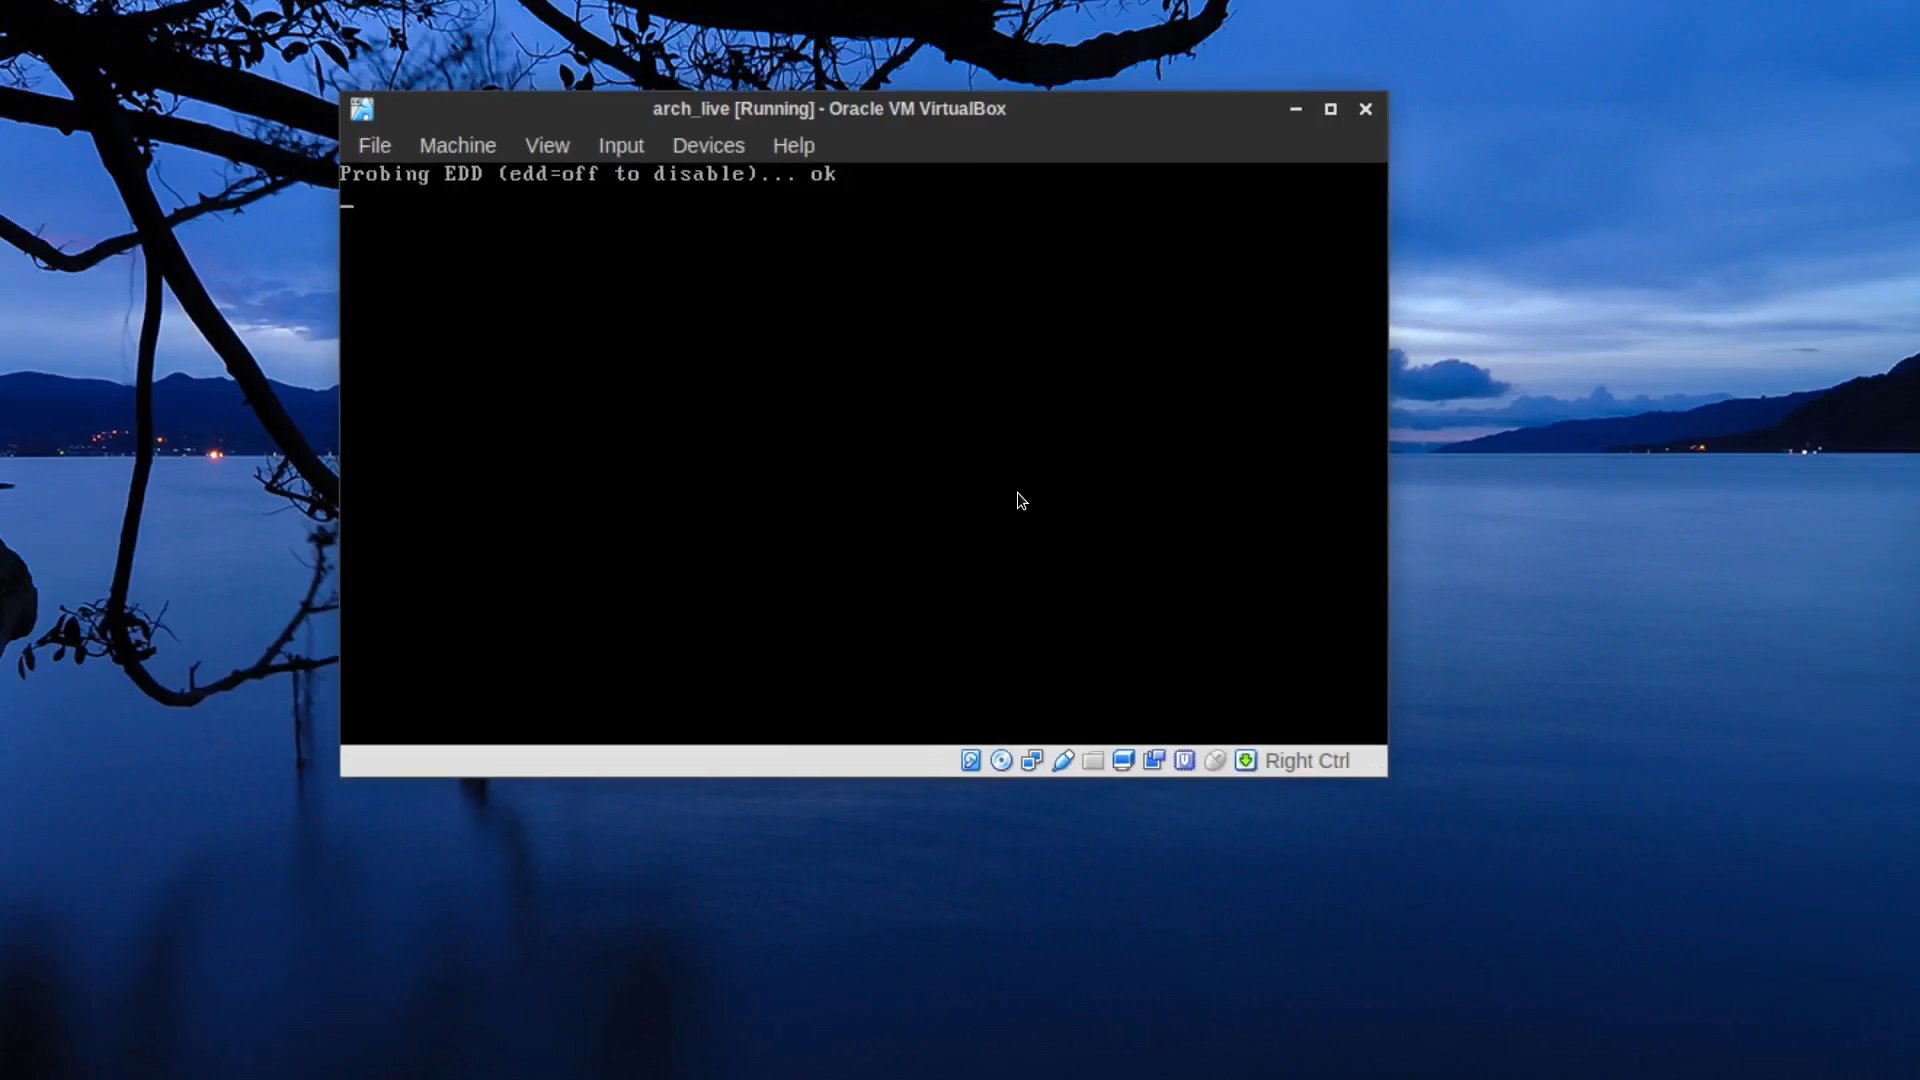 arch_live [Running] - Oracle VM VirtualBox
File Machine View Input Devices Help
Probing EDD (edd=off to disable)... ok
Right Ctrl